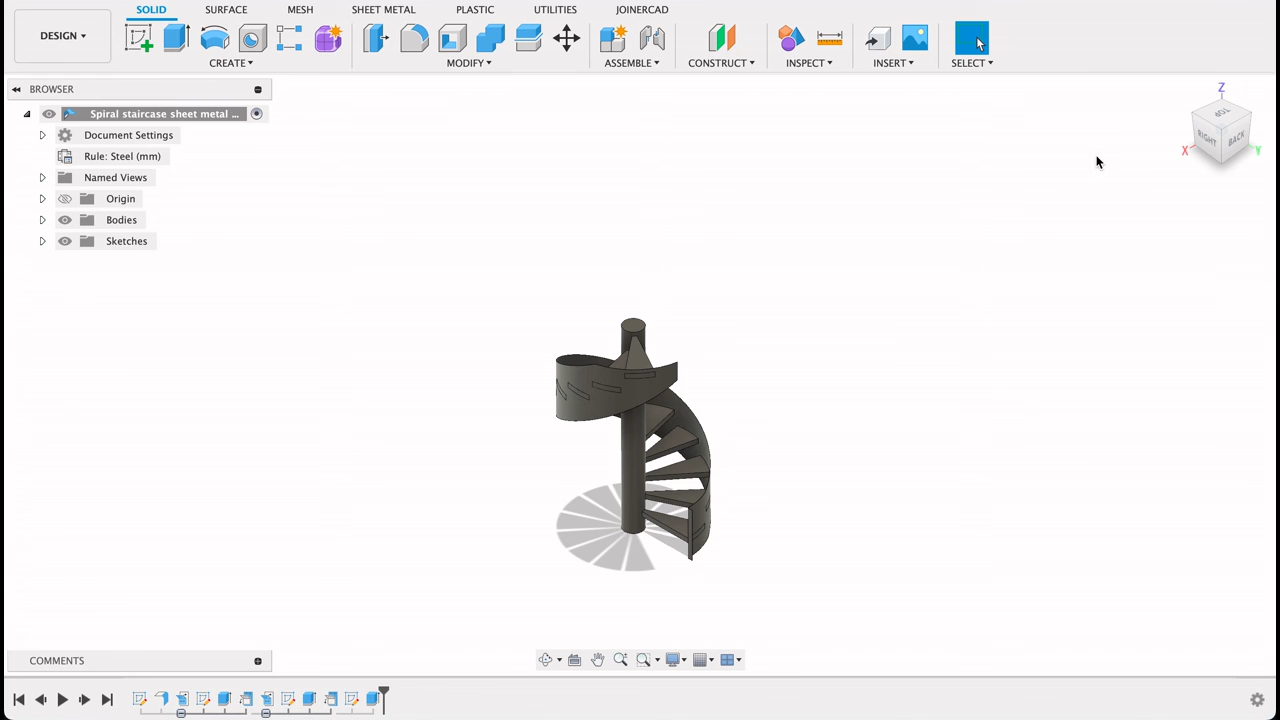 SOLID SURFACE MESH SHEET METAL PLASTIC UTILITIES JOINERCAD
DESIGN
CREATE MODIFY ASSEMBLE CONSTRUCT INSPECT INSERT SELECT
BROWSER
Spiral staircase sheet metal ...
Document Settings
Rule: Steel (mm)
Named Views
Origin
Bodies
Sketches
Z
TOP
RIGHT BACK
X Y
COMMENTS